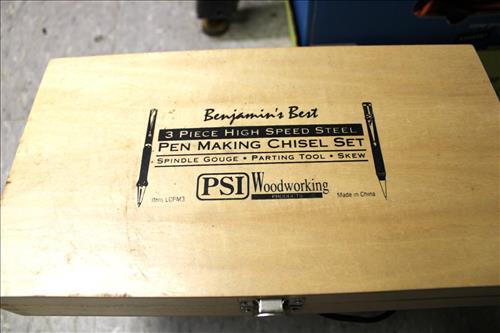 Benjamin's Best
3 Piece High Speed Steel
Pen Making Chisel Set
Spindle Gouge • Parting Tool • Skew
PSI Woodworking
PRODUCTS
Item LCPM3
Made in China